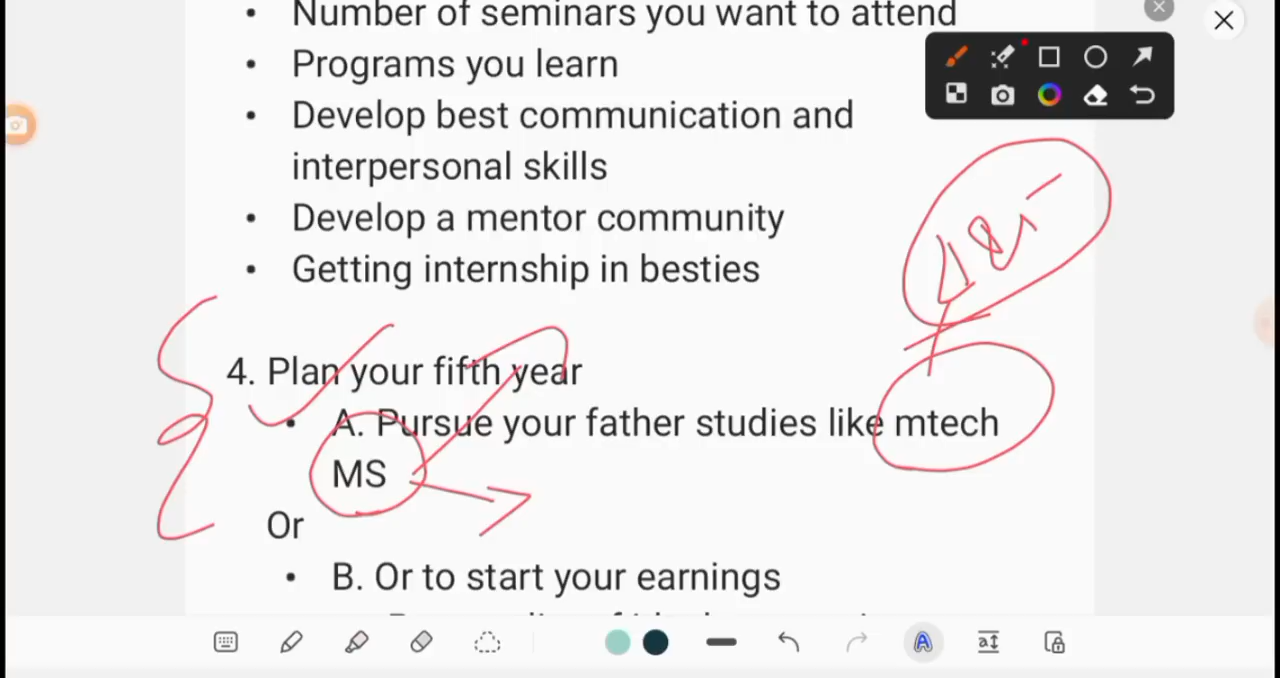 • Number of seminars you want to attend
• Programs you learn
• Develop best communication and
interpersonal skills
• Develop a mentor community
• Getting internship in besties
4. Plan your fifth year
• A. Pursue your father studies like mtech
MS
Or
• B. Or to start your earnings